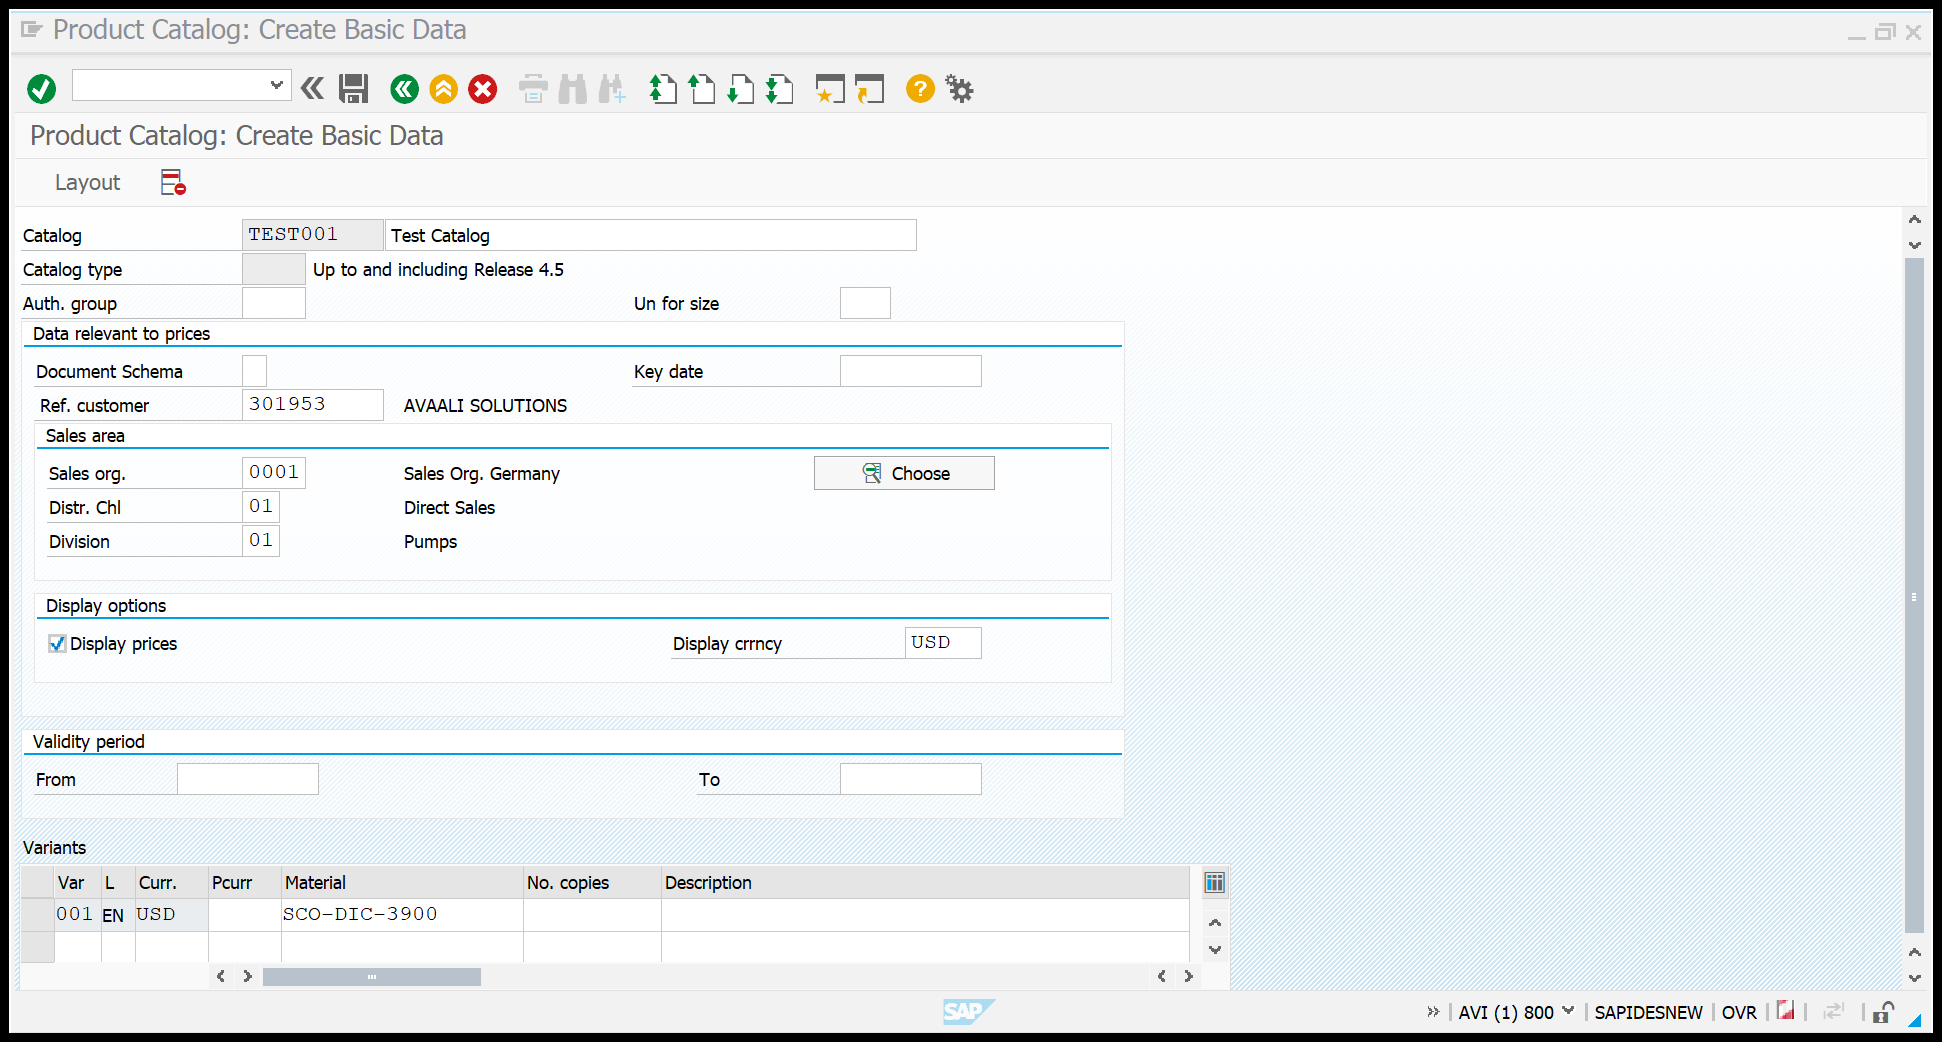 Product Catalog: Create Basic Data
Product Catalog: Create Basic Data
Layout
Catalog TEST001 Test Catalog
Catalog type Up to and including Release 4.5
Auth. group Un for size
Data relevant to prices
Document Schema Key date
Ref. customer 301953 AVAALI SOLUTIONS
Sales area
Sales org. 0001 Sales Org. Germany Choose
Distr. Chl 01 Direct Sales
Division 01 Pumps
Display options
Display prices Display crrncy USD
Validity period
From To
Variants
Var L Curr. Pcurr Material No. copies Description
001 EN USD SCO-DIC-3900
SAP AVI (1) 800 SAPIDESNEW OVR